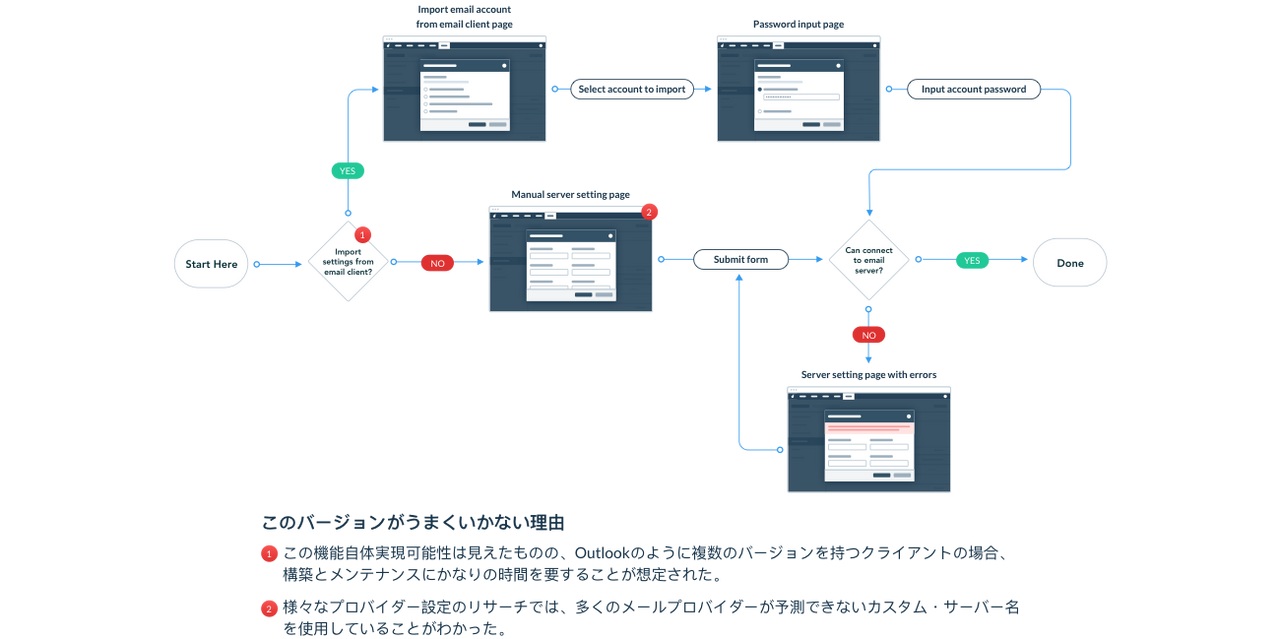 Import email account
from email client page
Password input page
Select account to import
Input account password
YES
Manual server setting page
2
1
Import
settings from
email client?
Start Here
NO
Submit form
Can connect
to email
server?
YES
Done
NO
Server setting page with errors
このバージョンがうまくいかない理由
1 この機能自体実現可能性は見えたものの、Outlookのように複数のバージョンを持つクライアントの場合、
構築とメンテナンスにかなりの時間を要することが想定された。
2 様々なプロバイダー設定のリサーチでは、多くのメールプロバイダーが予測できないカスタム・サーバー名
を使用していることがわかった。